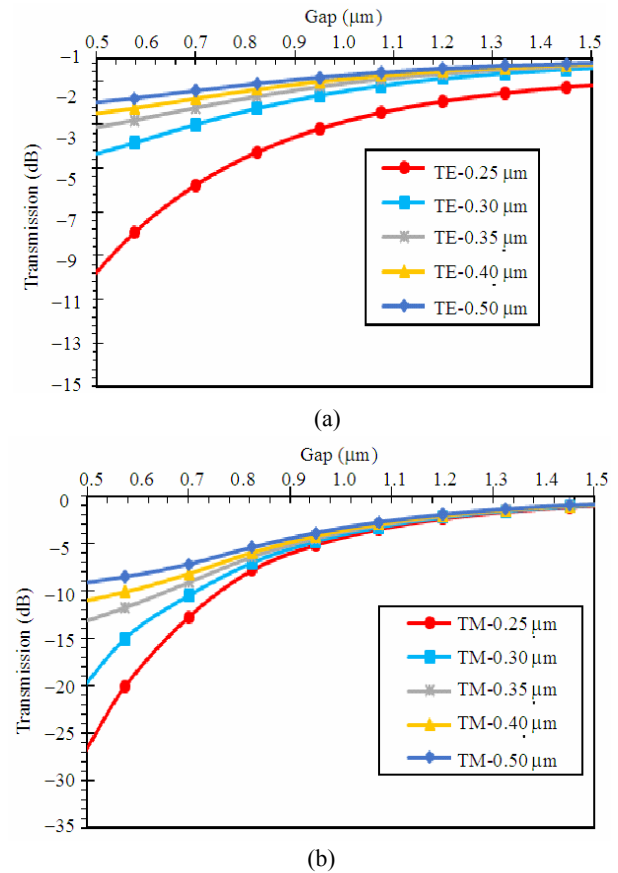 Gap (μm)
0.5 0.6 0.7 0.8 0.9 1.0 1.1 1.2 1.3 1.4 1.5
−1
−2
−3
−5
−7
−9
−11
−13
−15
Transmission (dB)
TE-0.25 μm
TE-0.30 μm
TE-0.35 μm
TE-0.40 μm
TE-0.50 μm
(a)
Gap (μm)
0.5 0.6 0.7 0.8 0.9 1.0 1.1 1.2 1.3 1.4 1.5
0
−5
−10
−15
−20
−25
−30
−35
Transmission (dB)
TM-0.25 μm
TM-0.30 μm
TM-0.35 μm
TM-0.40 μm
TM-0.50 μm
(b)